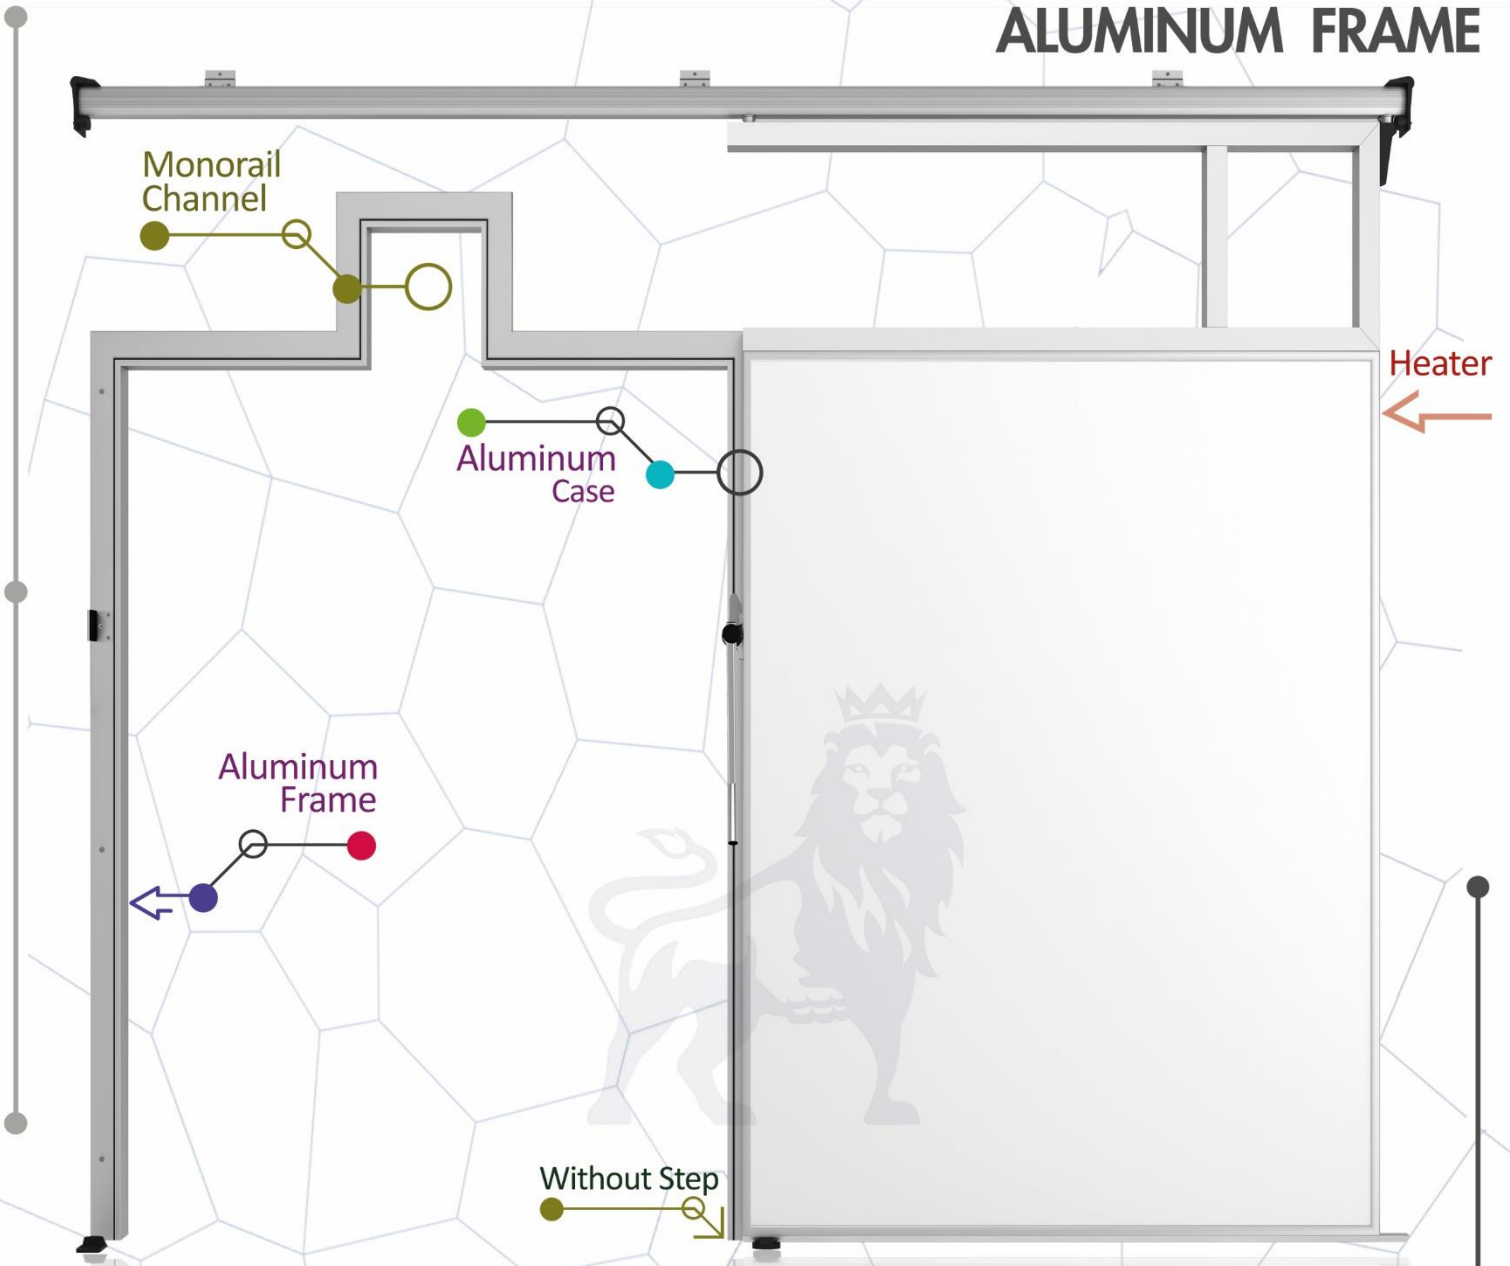 ALUMINUM FRAME
Monorail
Channel
Heater
Aluminum
Case
Aluminum
Frame
Without Step